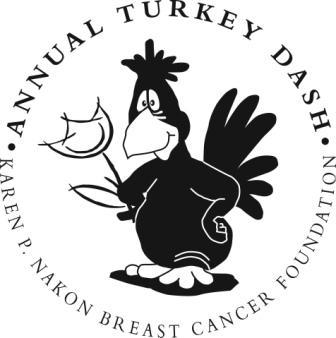 • ANNUAL TURKEY DASH •
KAREN P. NAKON BREAST CANCER FOUNDATION